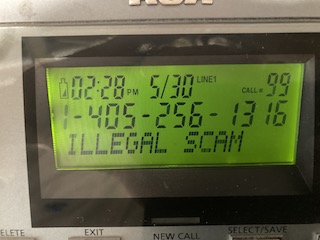 RCA
02:28 PM 5/30 LINE1 CALL# 99
1-405-256-1316
ILLEGAL SCAM
DELETE EXIT NEW CALL SELECT/SAVE